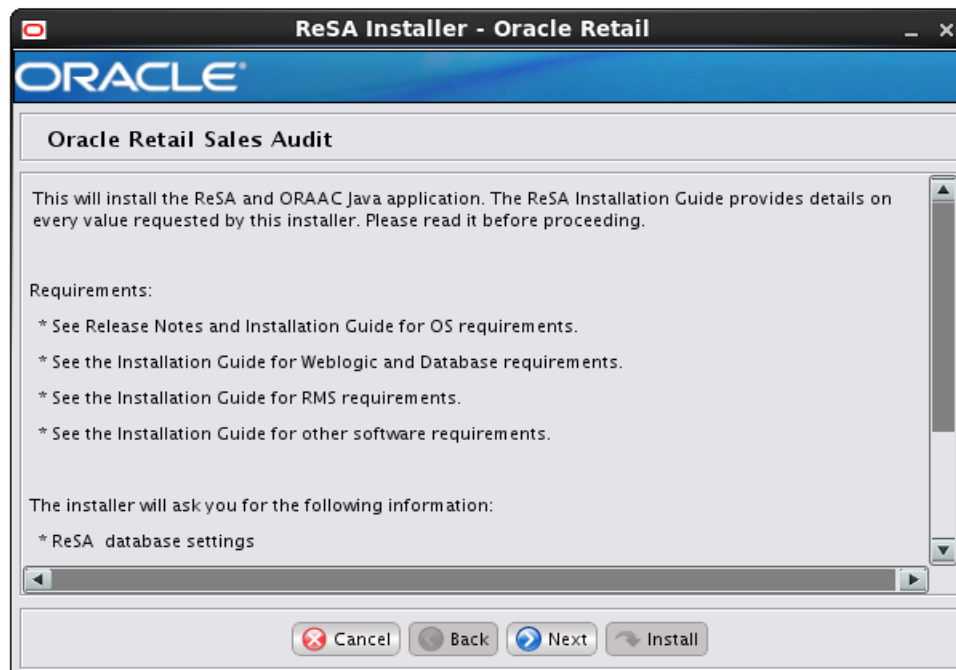 ReSA Installer - Oracle Retail
ORACLE
Oracle Retail Sales Audit
This will install the ReSA and ORAAC Java application. The ReSA Installation Guide provides details on
every value requested by this installer. Please read it before proceeding.
Requirements:
* See Release Notes and Installation Guide for OS requirements.
* See the Installation Guide for Weblogic and Database requirements.
* See the Installation Guide for RMS requirements.
* See the Installation Guide for other software requirements.
The installer will ask you for the following information:
* ReSA database settings
Cancel Back Next Install